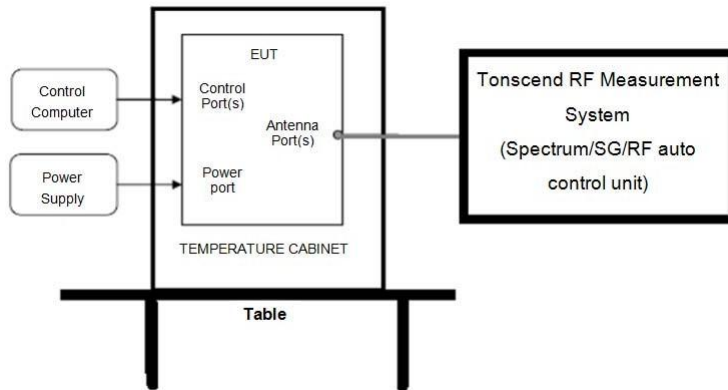 EUT
Control
Computer
Control
Port(s)
Antenna
Port(s)
Power
Supply
Power
port
TEMPERATURE CABINET
Table
Tonscend RF Measurement
System
(Spectrum/SG/RF auto
control unit)